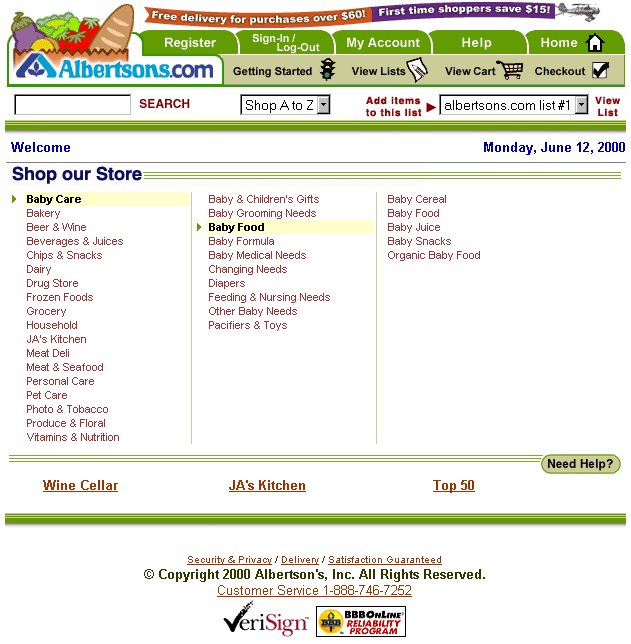 Free delivery for purchases over $60! First time shoppers save $15!
Register
Sign-In /
Log-Out
My Account
Help
Home
Albertsons.com
Getting Started
View Lists
View Cart
Checkout
SEARCH
Shop A to Z
Add items
to this list
albertsons.com list #1
View
List
Welcome
Monday, June 12, 2000
Shop our Store
Baby Care
Bakery
Beer & Wine
Beverages & Juices
Chips & Snacks
Dairy
Drug Store
Frozen Foods
Grocery
Household
JA's Kitchen
Meat Deli
Meat & Seafood
Personal Care
Pet Care
Photo & Tobacco
Produce & Floral
Vitamins & Nutrition
Baby & Children's Gifts
Baby Grooming Needs
Baby Food
Baby Formula
Baby Medical Needs
Changing Needs
Diapers
Feeding & Nursing Needs
Other Baby Needs
Pacifiers & Toys
Baby Cereal
Baby Food
Baby Juice
Baby Snacks
Organic Baby Food
Need Help?
Wine Cellar
JA's Kitchen
Top 50
Security & Privacy / Delivery / Satisfaction Guaranteed
© Copyright 2000 Albertson's, Inc. All Rights Reserved.
Customer Service 1-888-746-7252
VeriSign
BBB
BBBOnLine
RELIABILITY
PROGRAM